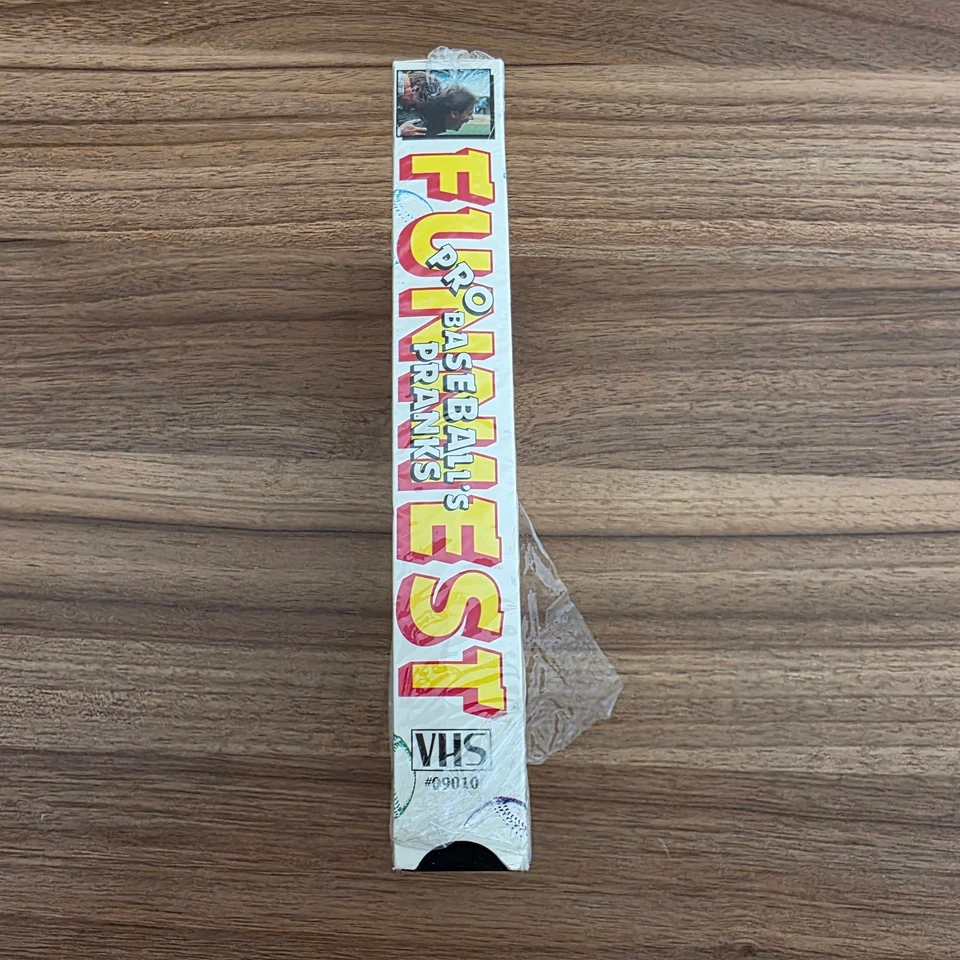 FUNNIEST
PRO
BASEBALL'S
PRANKS
VHS
#09010